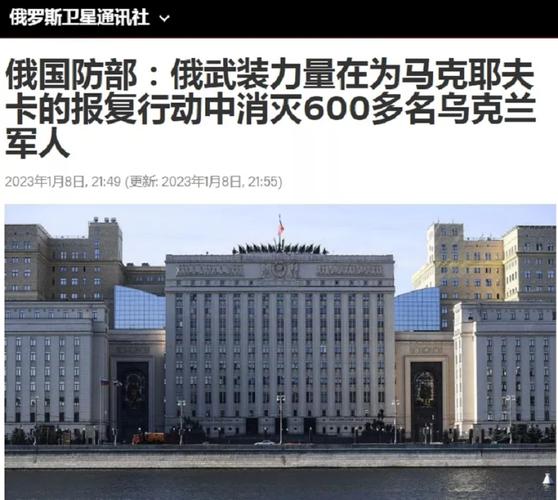 俄罗斯卫星通讯社
俄国防部：俄武装力量在为马克耶夫
卡的报复行动中消灭600多名乌克兰
军人
2023年1月8日, 21:49 (更新: 2023年1月8日, 21:55)